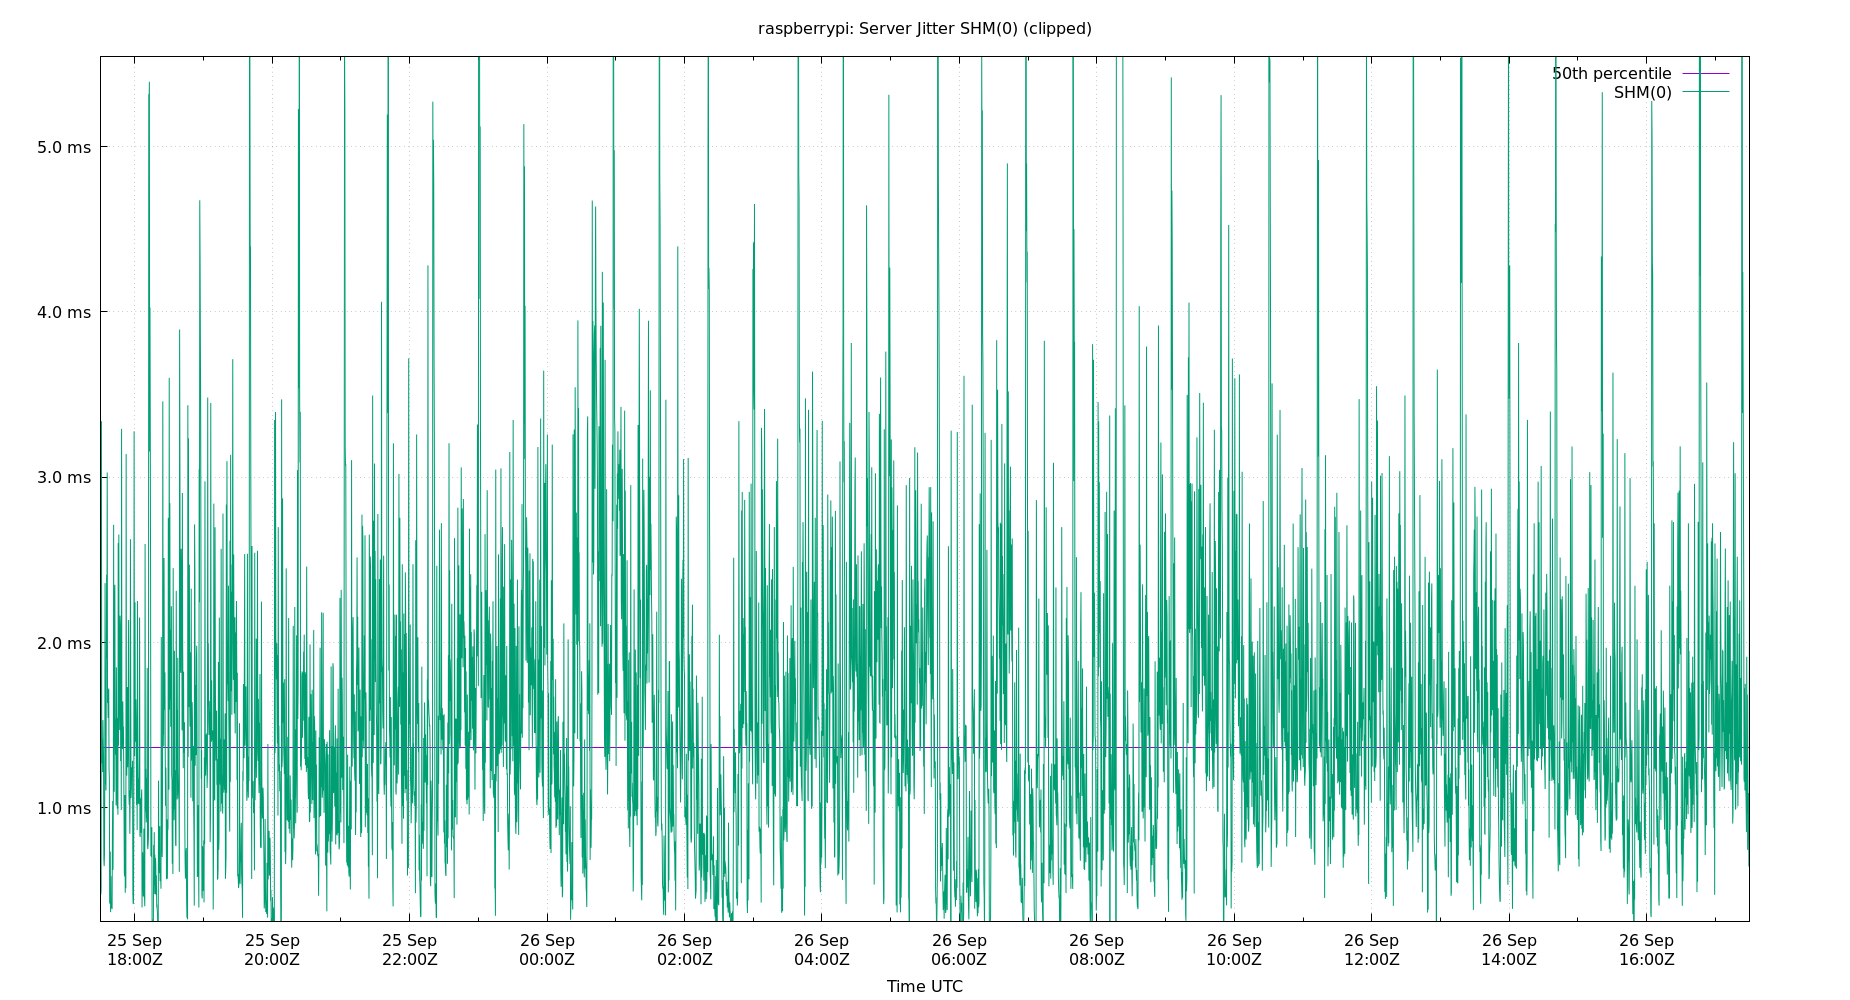 raspberrypi: Server Jitter SHM(0) (clipped)
50th percentile
SHM(0)
5.0 ms
4.0 ms
3.0 ms
2.0 ms
1.0 ms
25 Sep 25 Sep 25 Sep 26 Sep 26 Sep 26 Sep 26 Sep 26 Sep 26 Sep 26 Sep 26 Sep 26 Sep
18:00Z 20:00Z 22:00Z 00:00Z 02:00Z 04:00Z 06:00Z 08:00Z 10:00Z 12:00Z 14:00Z 16:00Z
Time UTC